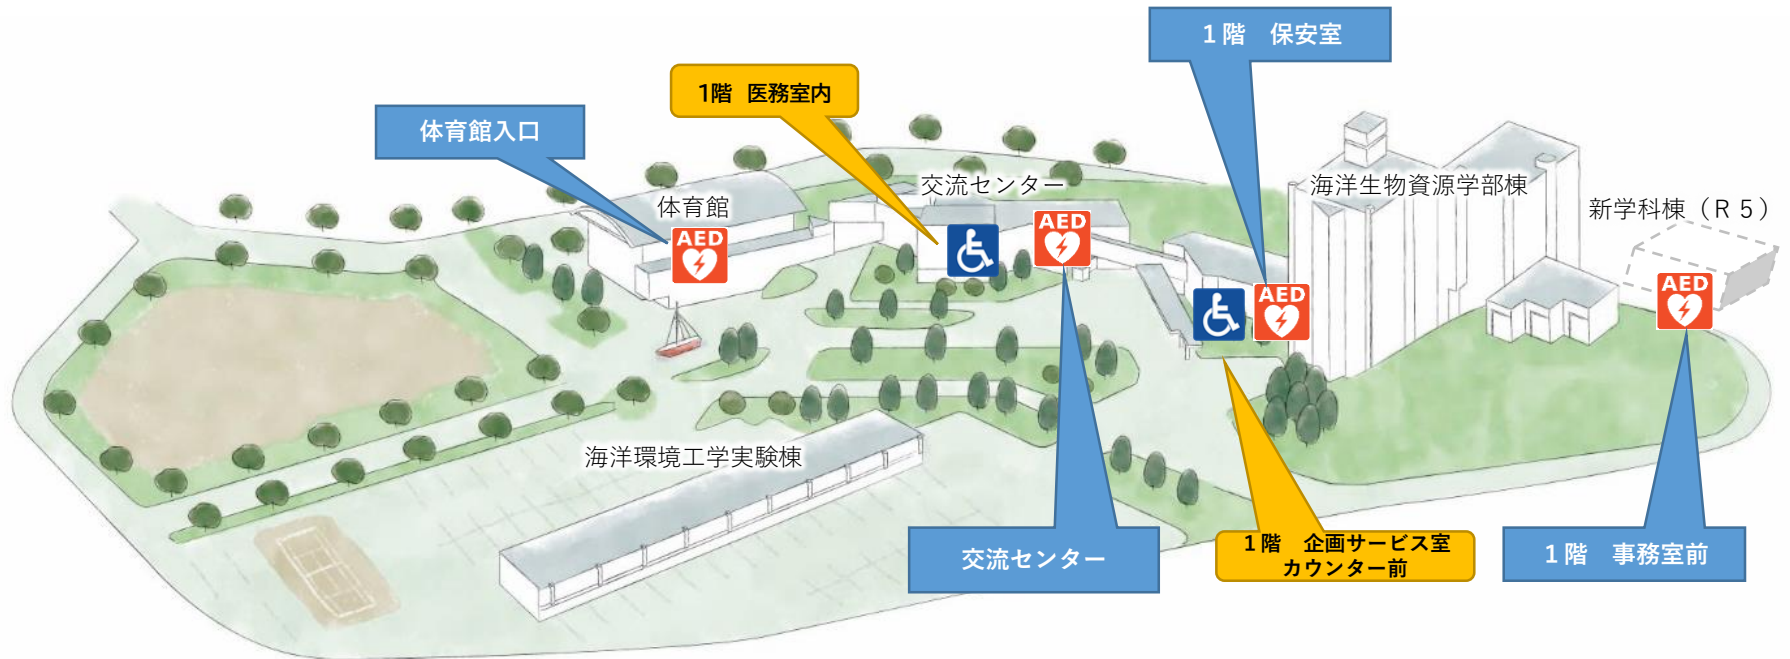 １階　保安室
1階 医務室内
体育館入口
交流センター
海洋生物資源学部棟
体育館
新学科棟（Ｒ５）
AED
AED
AED
AED
海洋環境工学実験棟
１階　企画サービス室
カウンター前
交流センター
１階　事務室前